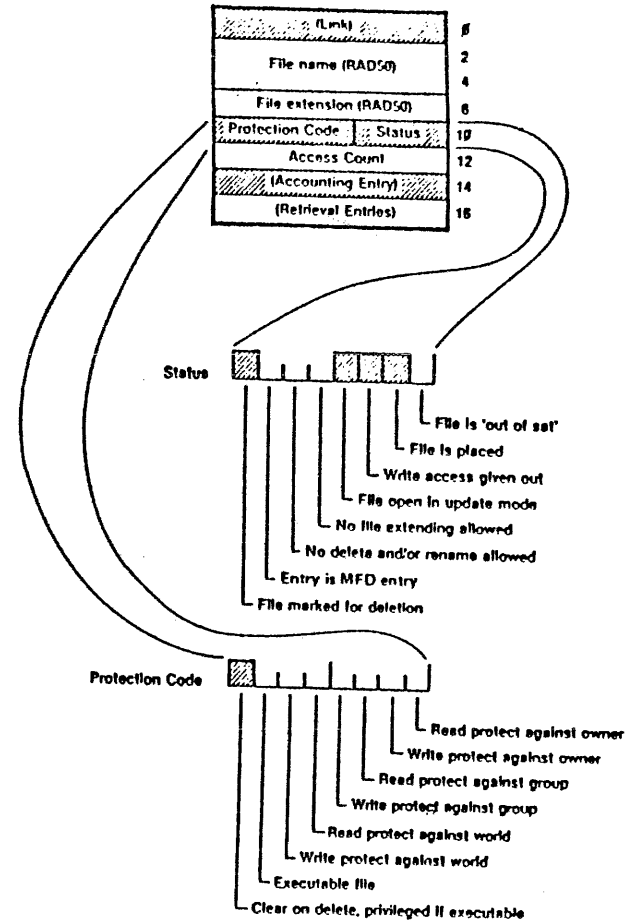 (Link) 0
2
File name (RAD50)
4
File extension (RAD50) 6
Protection Code Status 10
Access Count 12
(Accounting Entry) 14
(Retrieval Entries) 16
Status
File is 'out of sat'
File is placed
Write access given out
File open in update mode
No file extending allowed
No delete and/or rename allowed
Entry is MFD entry
File marked for deletion
Protection Code
Read protect against owner
Write protect against owner
Read protect against group
Write protect against group
Read protect against world
Write protect against world
Executable file
Clear on delete, privileged if executable